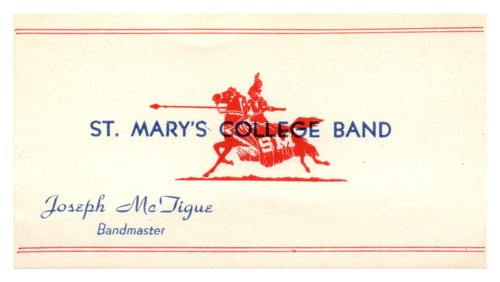 ST. MARY'S COLLEGE BAND
SM
Joseph McTigue
Bandmaster